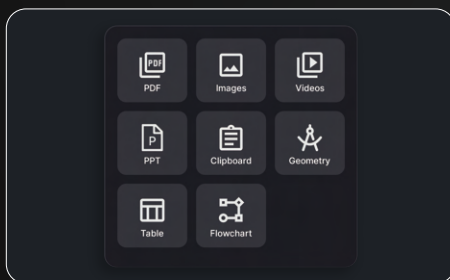 PDF
PDF
Images
Videos
P
PPT
Clipboard
Geometry
Table
Flowchart